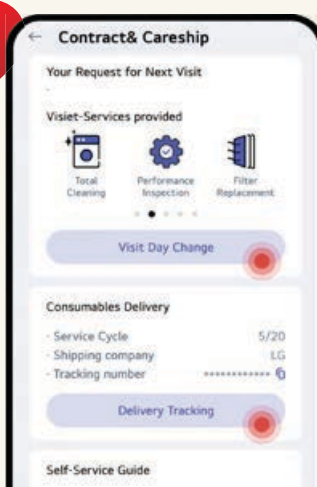 Contract& Careship
Your Request for Next Visit
-
Visiet-Services provided
Total Cleaning
Performance Inspection
Filter Replacement
Visit Day Change
Consumables Delivery
- Service Cycle 5/20
- Shipping company LG
- Tracking number ************
Delivery Tracking
Self-Service Guide